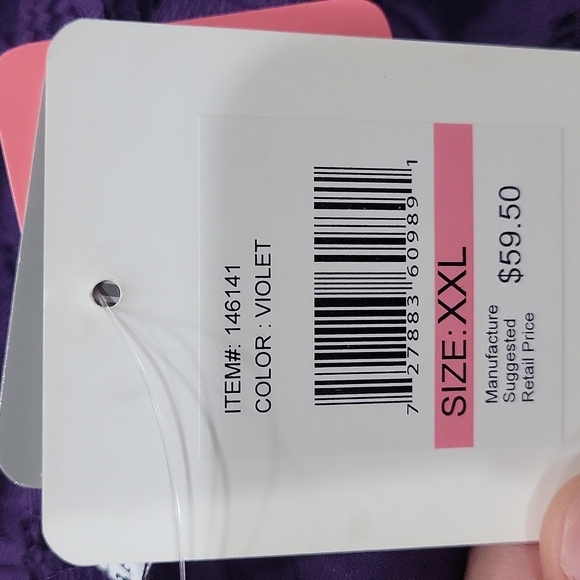 ITEM#: 146141
COLOR : VIOLET
7 27883 60989 1
SIZE:XXL
Manufacture
Suggested
Retail Price
$59.50